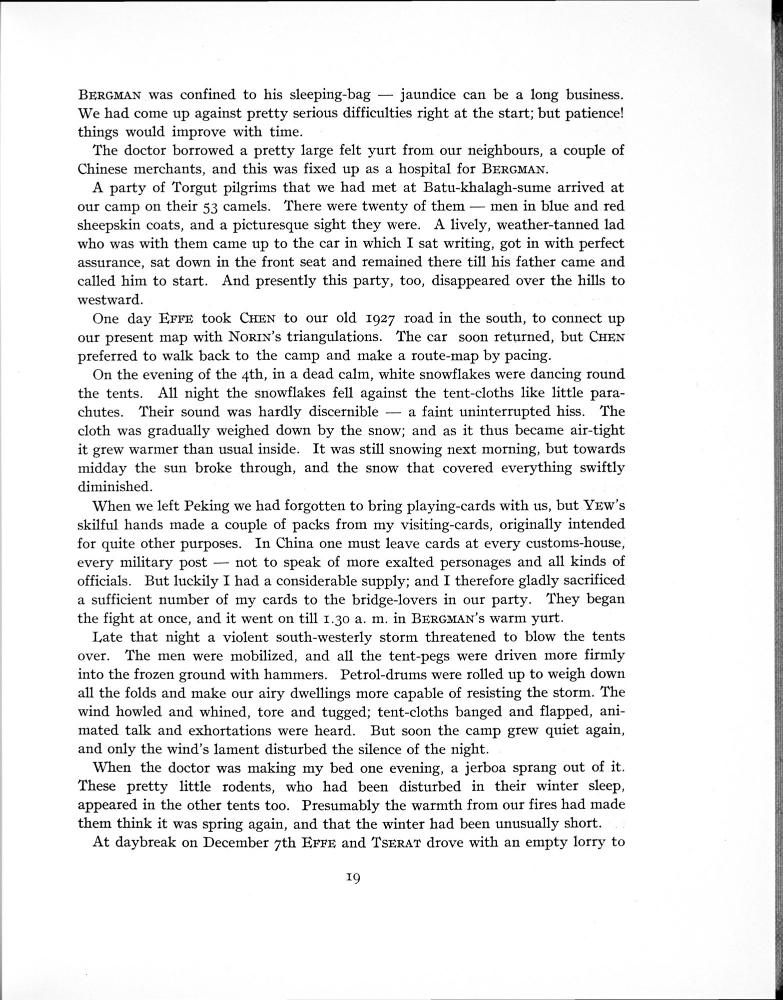 BERGMAN was confined to his sleeping-bag — jaundice can be a long business.
We had come up against pretty serious difficulties right at the start; but patience!
things would improve with time.
The doctor borrowed a pretty large felt yurt from our neighbours, a couple of
Chinese merchants, and this was fixed up as a hospital for BERGMAN.
A party of Torgut pilgrims that we had met at Batu-khalagh-sume arrived at
our camp on their 53 camels. There were twenty of them — men in blue and red
sheepskin coats, and a picturesque sight they were. A lively, weather-tanned lad
who was with them came up to the car in which I sat writing, got in with perfect
assurance, sat down in the front seat and remained there till his father came and
called him to start. And presently this party, too, disappeared over the hills to
westward.
One day EFFE took CHEN to our old 1927 road in the south, to connect up
our present map with NORIN's triangulations. The car soon returned, but CHEN
preferred to walk back to the camp and make a route-map by pacing.
On the evening of the 4th, in a dead calm, white snowflakes were dancing round
the tents. All night the snowflakes fell against the tent-cloths like little para-
chutes. Their sound was hardly discernible — a faint uninterrupted hiss. The
cloth was gradually weighed down by the snow; and as it thus became air-tight
it grew warmer than usual inside. It was still snowing next morning, but towards
midday the sun broke through, and the snow that covered everything swiftly
diminished.
When we left Peking we had forgotten to bring playing-cards with us, but YEW's
skilful hands made a couple of packs from my visiting-cards, originally intended
for quite other purposes. In China one must leave cards at every customs-house,
every military post — not to speak of more exalted personages and all kinds of
officials. But luckily I had a considerable supply; and I therefore gladly sacrificed
a sufficient number of my cards to the bridge-lovers in our party. They began
the fight at once, and it went on till 1.30 a. m. in BERGMAN's warm yurt.
Late that night a violent south-westerly storm threatened to blow the tents
over. The men were mobilized, and all the tent-pegs were driven more firmly
into the frozen ground with hammers. Petrol-drums were rolled up to weigh down
all the folds and make our airy dwellings more capable of resisting the storm. The
wind howled and whined, tore and tugged; tent-cloths banged and flapped, ani-
mated talk and exhortations were heard. But soon the camp grew quiet again,
and only the wind's lament disturbed the silence of the night.
When the doctor was making my bed one evening, a jerboa sprang out of it.
These pretty little rodents, who had been disturbed in their winter sleep,
appeared in the other tents too. Presumably the warmth from our fires had made
them think it was spring again, and that the winter had been unusually short.
At daybreak on December 7th EFFE and TSERAT drove with an empty lorry to
19